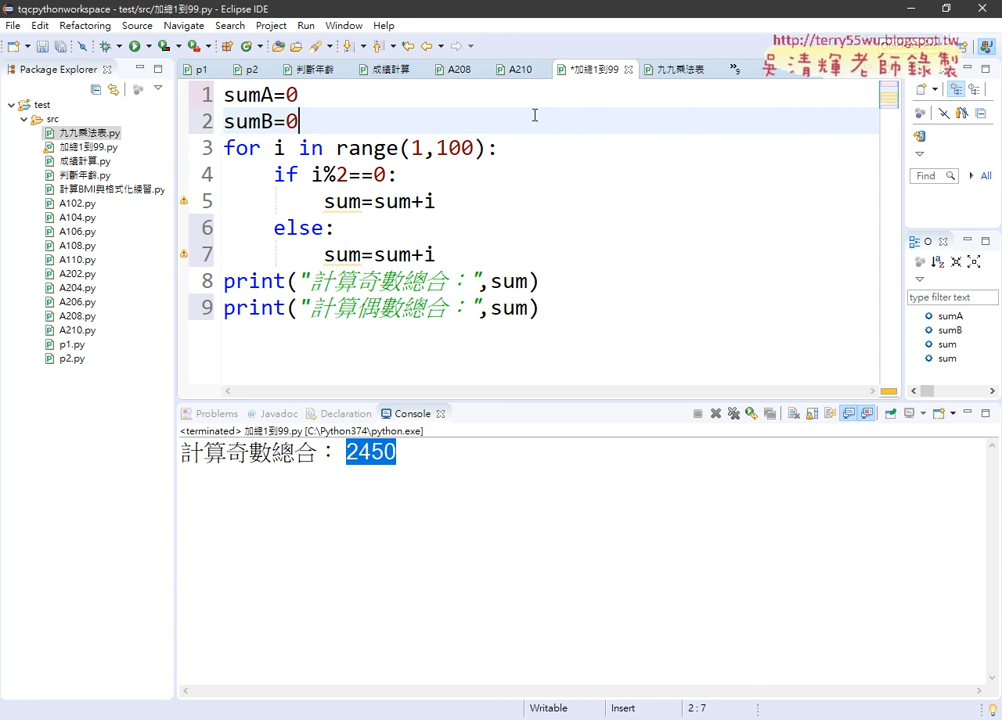 tqcpythonworkspace - test/src/加總1到99.py - Eclipse IDE
File Edit Refactoring Source Navigate Search Project Run Window Help
http://terry55wu.blogspot.tw
吳清輝老師錄製
Package Explorer
p1 p2 判斷年齡 成績計算 A208 A210 *加總1到99 九九乘法表 »9
test
src
九九乘法表.py
加總1到99.py
成績計算.py
判斷年齡.py
計算BMI與格式化練習.py
A102.py
A104.py
A106.py
A108.py
A110.py
A202.py
A204.py
A206.py
A208.py
A210.py
p1.py
p2.py
1 sumA=0
2 sumB=0
3 for i in range(1,100):
4 if i%2==0:
5 sum=sum+i
6 else:
7 sum=sum+i
8 print("計算奇數總合：",sum)
9 print("計算偶數總合：",sum)
Find All
O
type filter text
sumA
sumB
sum
sum
Problems Javadoc Declaration Console
<terminated> 加總1到99.py [C:\Python374\python.exe]
計算奇數總合： 2450
Writable Insert 2 : 7